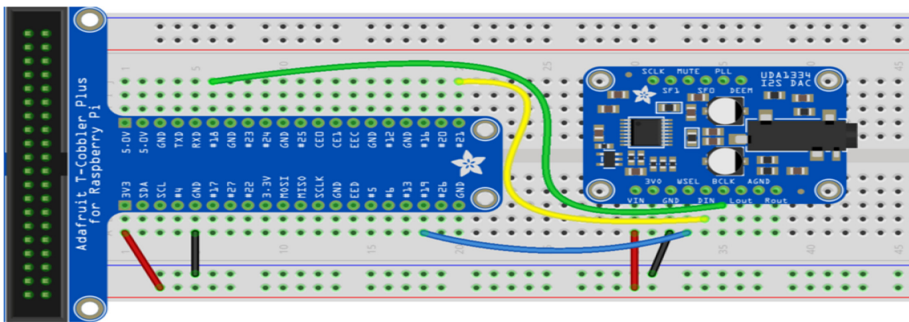 Adafruit T-Cobbler Plus
for Raspberry Pi
5.0V 5.0V GND TXD RXD #18 GND #23 #24 GND #25 CE0 CE1 EEC GND #12 GND #16 #20 #21
3V3 SDA SCL #4 GND #17 #27 #22 3.3V MOSI MISO SCLK GND EED #5 #6 #13 #19 #26 GND
SCLK MUTE PLL
SF1 SF0 DEEM
UDA1334
I2S DAC
3VO WSEL BCLK AGND
VIN GND DIN Lout Rout
1 5 10 15 20 25 30 35 40 45